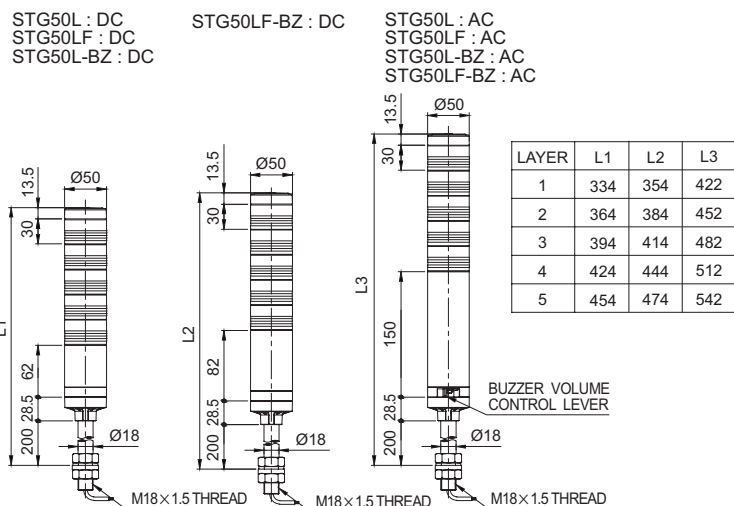 STG50L : DC
STG50LF : DC
STG50L-BZ : DC
STG50LF-BZ : DC
STG50L : AC
STG50LF : AC
STG50L-BZ : AC
STG50LF-BZ : AC
13.5
Ø50
30
L1
62
28.5
200
Ø18
M18×1.5 THREAD
13.5
Ø50
30
L2
82
28.5
200
Ø18
M18×1.5 THREAD
13.5
Ø50
30
L3
150
28.5
200
Ø18
M18×1.5 THREAD
BUZZER VOLUME
CONTROL LEVER
LAYER L1 L2 L3
1 334 354 422
2 364 384 452
3 394 414 482
4 424 444 512
5 454 474 542